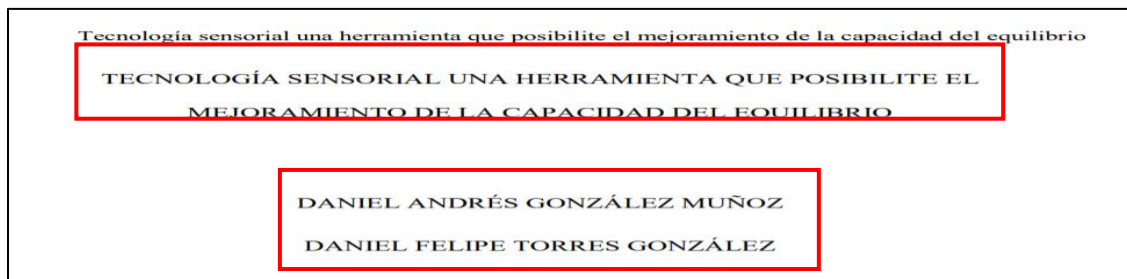 Tecnología sensorial una herramienta que posibilite el mejoramiento de la capacidad del equilibrio
TECNOLOGÍA SENSORIAL UNA HERRAMIENTA QUE POSIBILITE EL
MEJORAMIENTO DE LA CAPACIDAD DEL EQUILIBRIO
DANIEL ANDRÉS GONZÁLEZ MUÑOZ
DANIEL FELIPE TORRES GONZÁLEZ